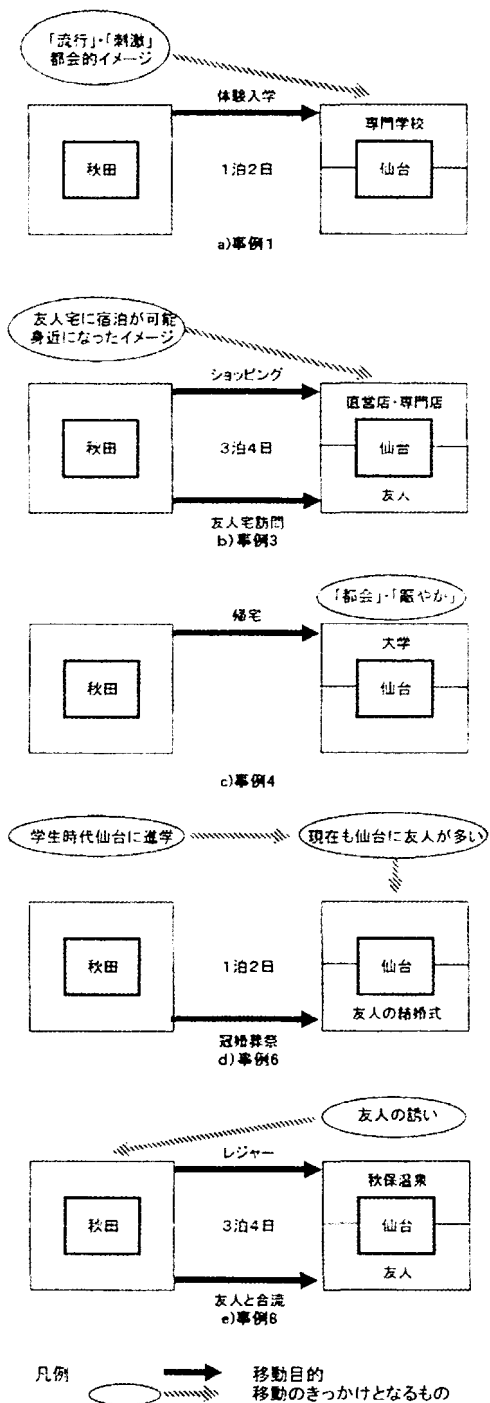 「流行」・「刺激」
都会的イメージ
体験入学
専門学校
秋田
1泊2日
仙台
a)事例1
友人宅に宿泊が可能
身近になったイメージ
ショッピング
直営店・専門店
秋田
3泊4日
仙台
友人
友人宅訪問
b)事例3
「都会」・「賑やか」
帰宅
大学
秋田
仙台
c)事例4
学生時代仙台に進学
現在も仙台に友人が多い
秋田
1泊2日
仙台
友人の結婚式
冠婚葬祭
d)事例6
友人の誘い
レジャー
秋保温泉
秋田
3泊4日
仙台
友人
友人と合流
e)事例8
凡例
移動目的
移動のきっかけとなるもの